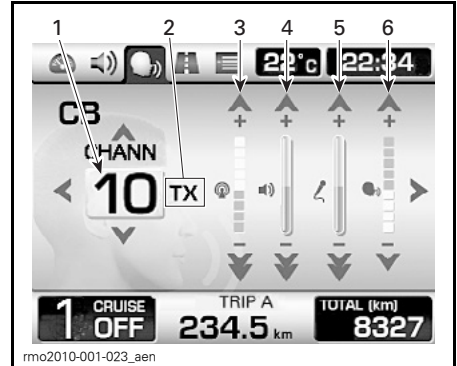 1 2 3 4 5 6
22°c 22:34
CB
CHANN
10 TX
+ + + +
- - - -
1 CRUISE OFF
TRIP A
234.5 km
TOTAL (km)
8327
rmo2010-001-023_aen